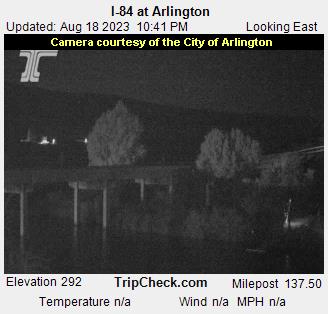 I-84 at Arlington
Updated: Aug 18 2023 10:41 PM Looking East
Camera courtesy of the City of Arlington
Elevation 292 TripCheck.com Milepost 137.50
Temperature n/a Wind n/a MPH n/a